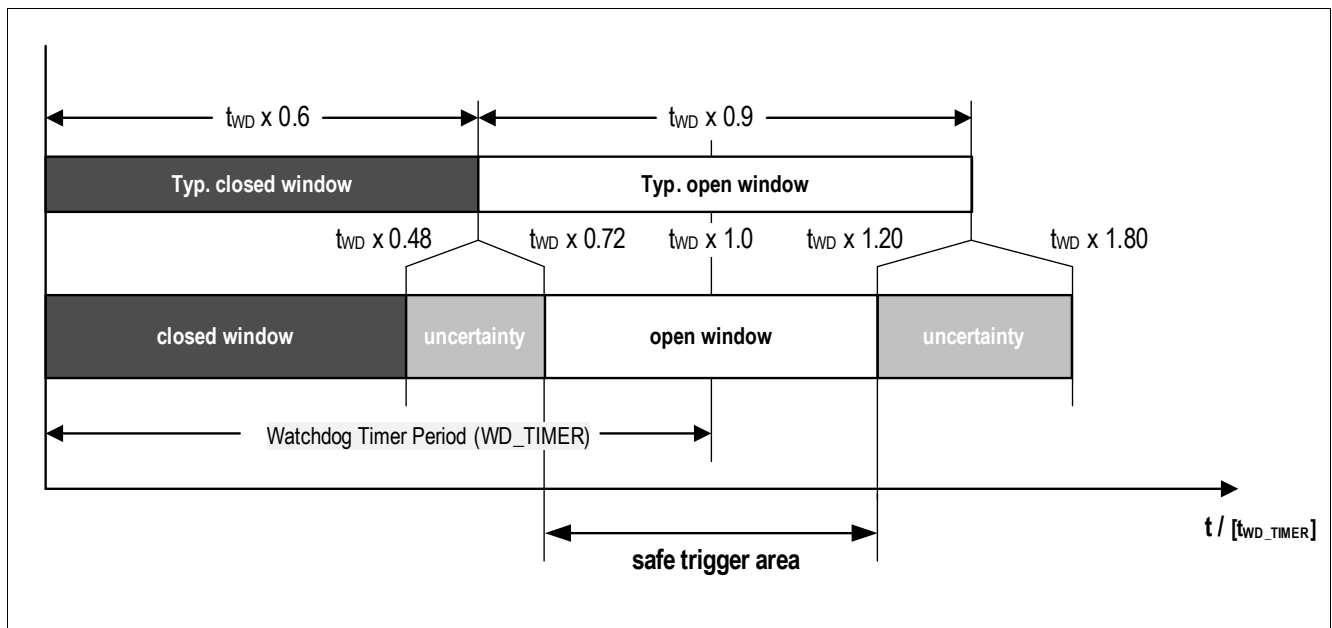 tWD x 0.6 tWD x 0.9
Typ. closed window Typ. open window
tWD x 0.48 tWD x 0.72 tWD x 1.0 tWD x 1.20 tWD x 1.80
closed window uncertainty open window uncertainty
Watchdog Timer Period (WD_TIMER)
t / [tWD_TIMER]
safe trigger area